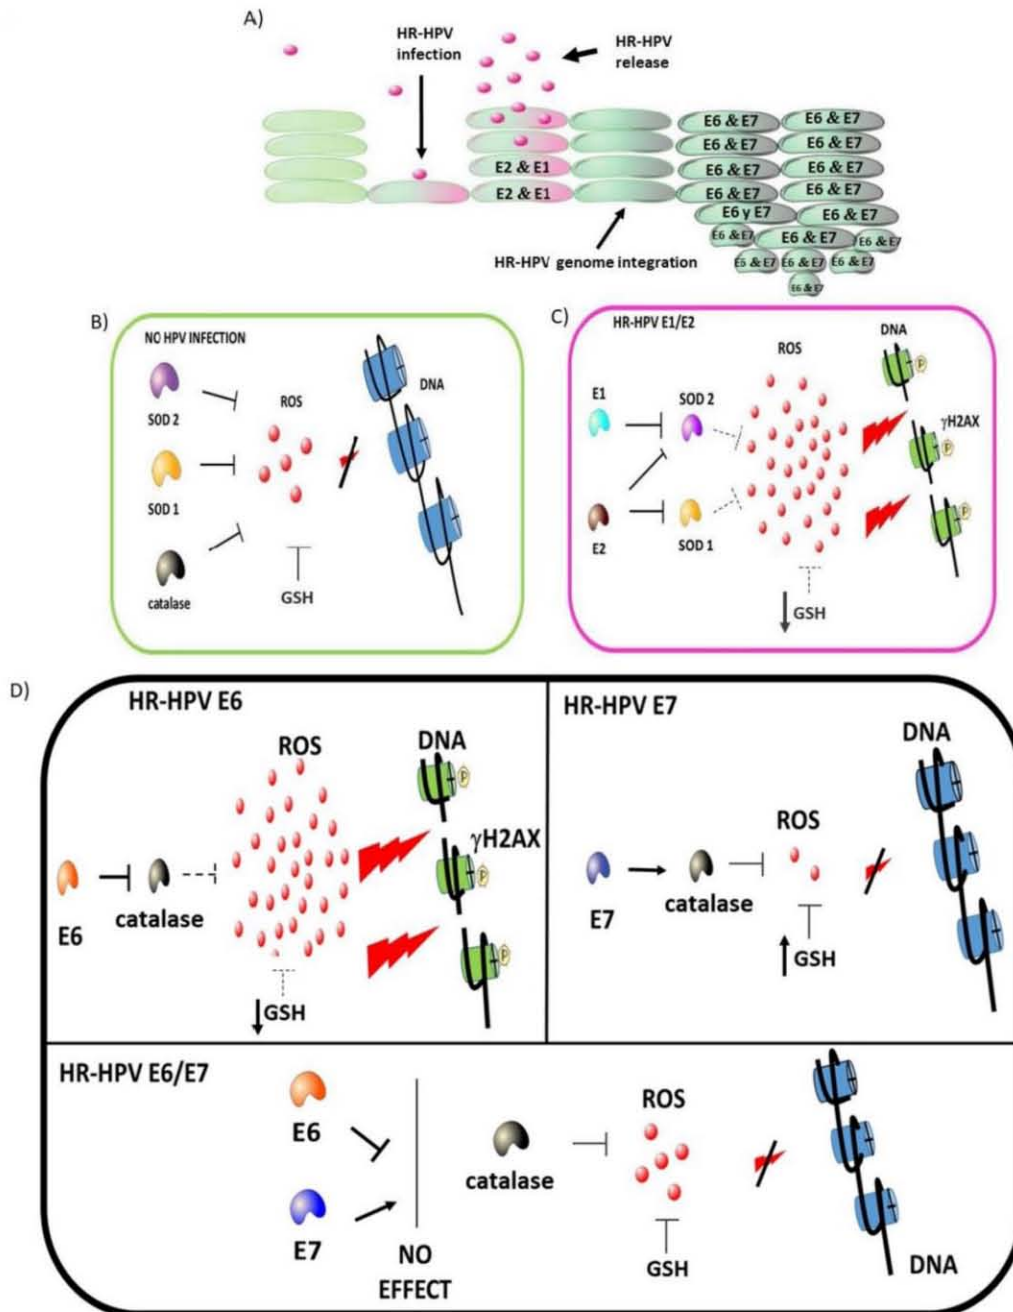 A)
HR-HPV
infection
HR-HPV
release
E6 & E7
E6 & E7
E6 & E7
E6 & E7
E2 & E1
E6 & E7
E6 & E7
E2 & E1
E6 & E7
E6 & E7
E6 y E7
E6 & E7
E6 & E7
E6 & E7
E6 & E7
E6 & E7
E6 & E7
E6 & E7
E6 & E7
HR-HPV genome integration
B)
NO HPV INFECTION
SOD 2
ROS
DNA
SOD 1
catalase
GSH
C)
HR-HPV E1/E2
ROS
DNA
P
E1
SOD 2
γH2AX
P
E2
SOD 1
P
GSH
D)
HR-HPV E6
ROS
DNA
P
γH2AX
P
E6
catalase
P
GSH
HR-HPV E7
DNA
ROS
E7
catalase
GSH
HR-HPV E6/E7
E6
E7
NO
EFFECT
catalase
ROS
GSH
DNA